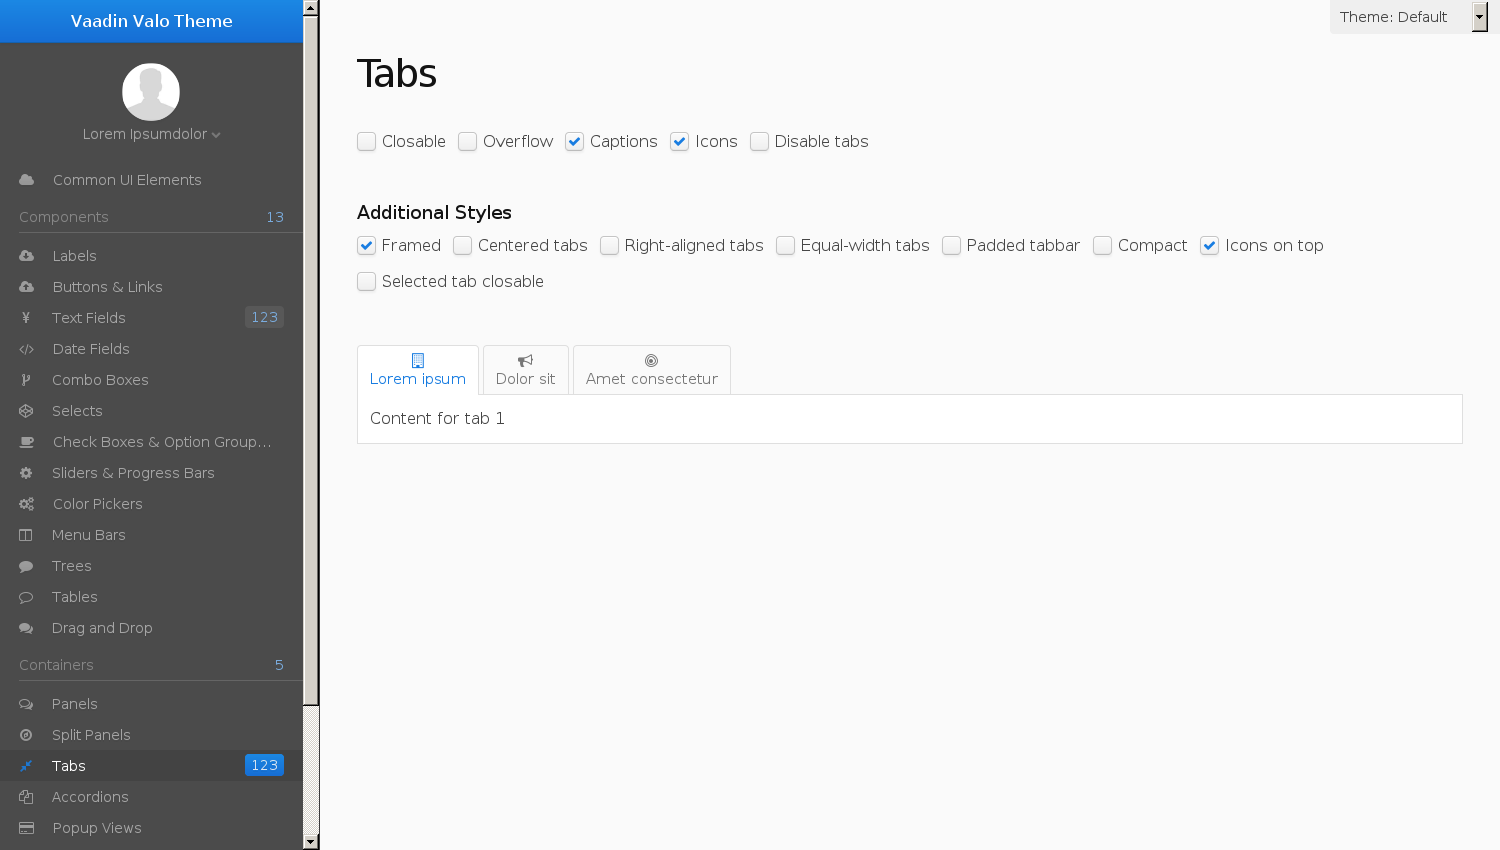 Vaadin Valo Theme
Lorem Ipsumdolor
Common UI Elements
Components 13
Labels
Buttons & Links
Text Fields 123
Date Fields
Combo Boxes
Selects
Check Boxes & Option Group...
Sliders & Progress Bars
Color Pickers
Menu Bars
Trees
Tables
Drag and Drop
Containers 5
Panels
Split Panels
Tabs 123
Accordions
Popup Views
Theme: Default
Tabs
Closable Overflow Captions Icons Disable tabs
Additional Styles
Framed Centered tabs Right-aligned tabs Equal-width tabs Padded tabbar Compact Icons on top
Selected tab closable
Lorem ipsum Dolor sit Amet consectetur
Content for tab 1